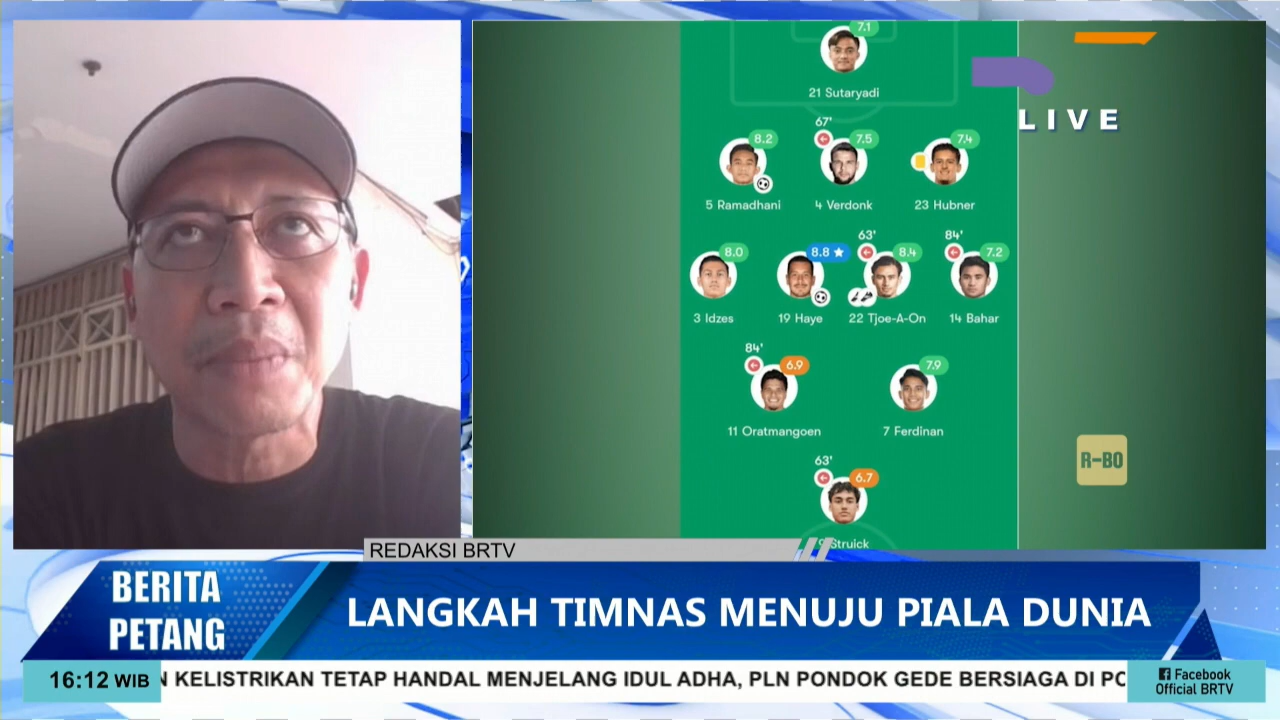 7.1
21 Sutaryadi
LIVE
67'
8.2
7.5
7.4
5 Ramadhani
4 Verdonk
23 Hubner
63'
84'
8.0
8.8
8.4
7.2
3 Idzes
19 Haye
22 Tjoe-A-On
14 Bahar
84'
6.9
7.9
11 Oratmangoen
7 Ferdinan
R-BO
63'
6.7
9 Struick
REDAKSI BRTV
BERITA
PETANG
LANGKAH TIMNAS MENUJU PIALA DUNIA
16:12 WIB
N KELISTRIKAN TETAP HANDAL MENJELANG IDUL ADHA, PLN PONDOK GEDE BERSIAGA DI PO
Facebook
Official BRTV